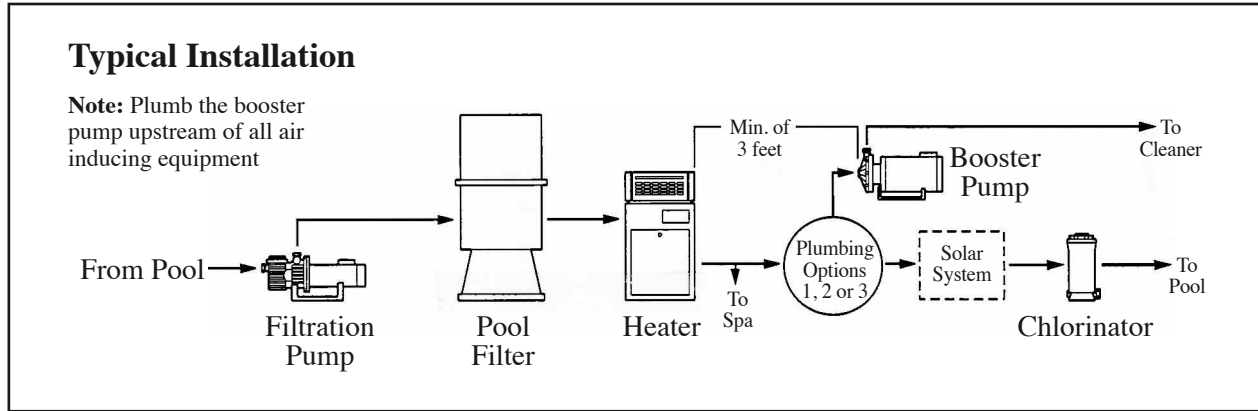 Typical Installation
Note: Plumb the booster
pump upstream of all air
inducing equipment
Min. of
3 feet
To
Cleaner
Booster
Pump
From Pool
Filtration
Pump
Pool
Filter
Heater
To
Spa
Plumbing
Options
1, 2 or 3
Solar
System
Chlorinator
To
Pool